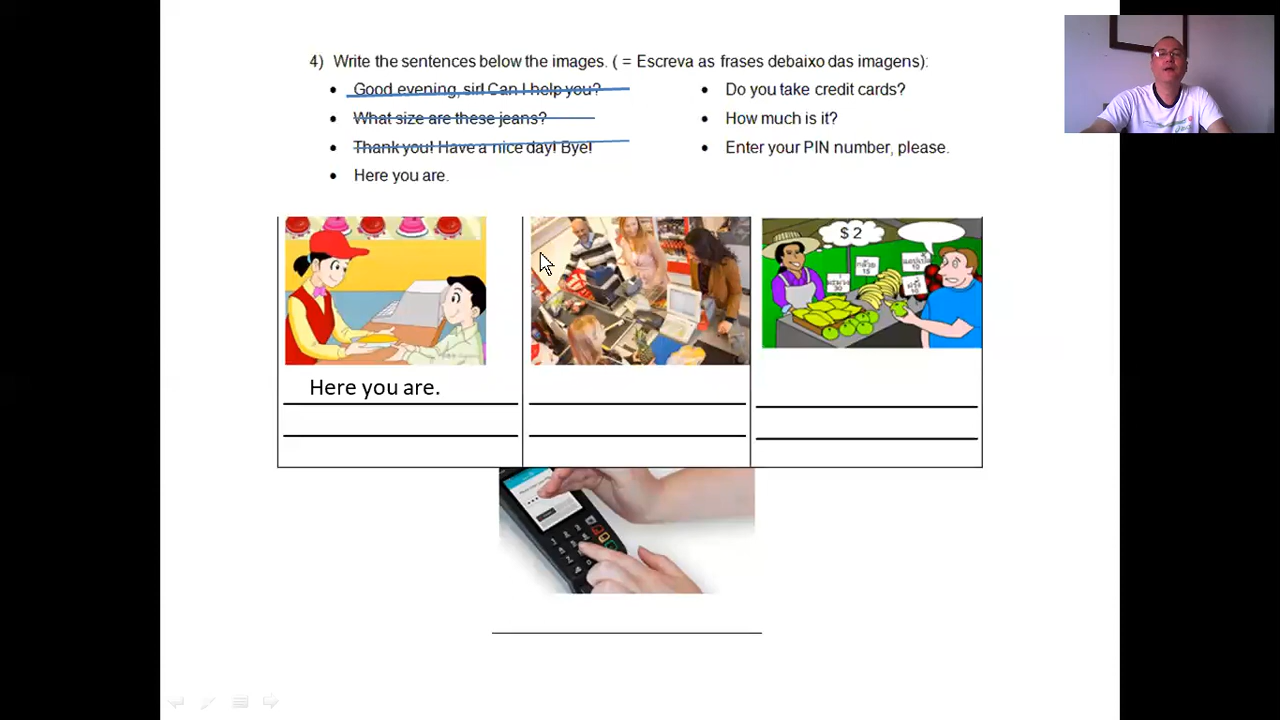 4) Write the sentences below the images. ( = Escreva as frases debaixo das imagens):
• Good evening, sir! Can I help you?
• What size are these jeans?
• Thank you! Have a nice day! Bye!
• Here you are.
• Do you take credit cards?
• How much is it?
• Enter your PIN number, please.
$ 2
Here you are.